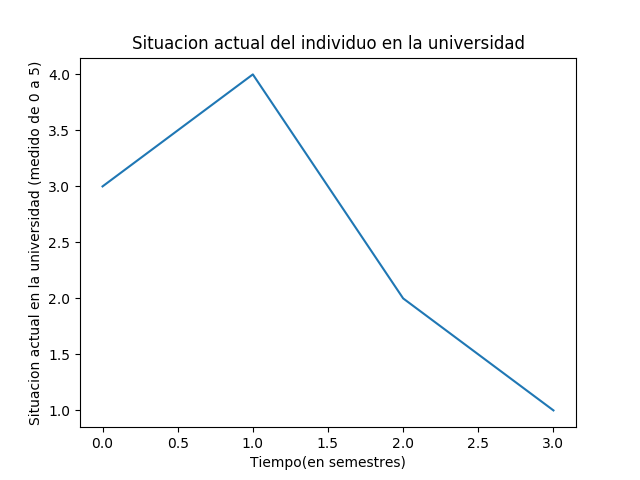 Situacion actual del individuo en la universidad
Situacion actual en la universidad (medido de 0 a 5)
4.0
3.5
3.0
2.5
2.0
1.5
1.0
0.0 0.5 1.0 1.5 2.0 2.5 3.0
Tiempo(en semestres)